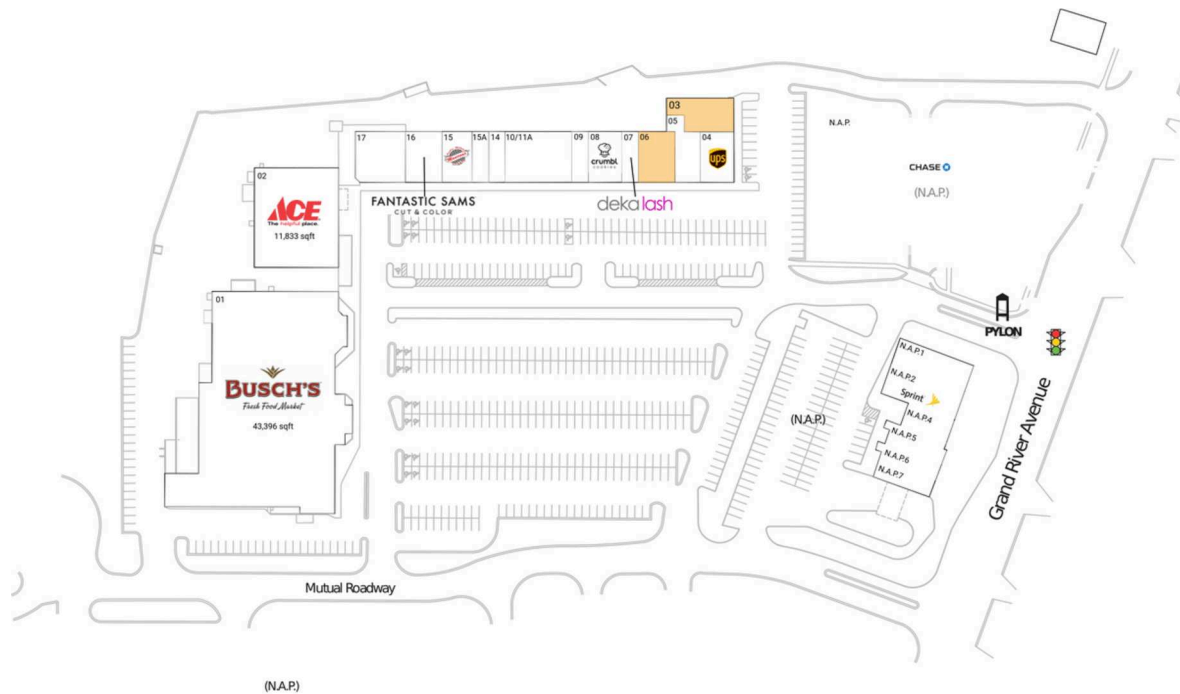 03
N.A.P.
05
17
16
15
15A
14
10/11A
09
08
07
06
04
crumbl
COOKIES
ups
CHASE
(N.A.P.)
02
ACE
The helpful place.
11,833 sqft
FANTASTIC SAMS
CUT & COLOR
deka lash
01
PYLON
BUSCH'S
Fresh Food Market
43,396 sqft
N.A.P.1
N.A.P.2
Sprint
N.A.P.4
(N.A.P.)
N.A.P.5
N.A.P.6
N.A.P.7
Grand River Avenue
Mutual Roadway
(N.A.P.)